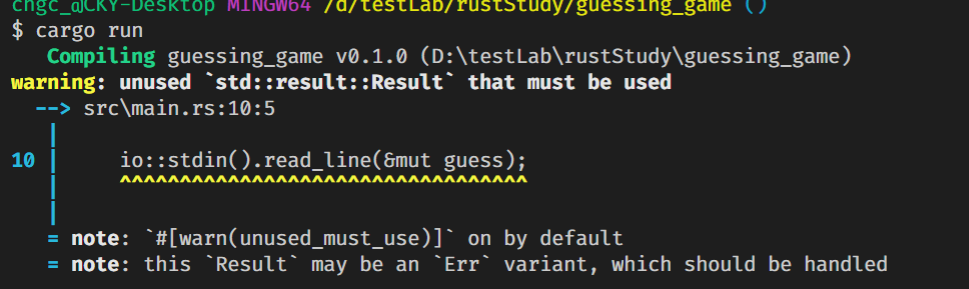 chgc_@CKY-Desktop MINGW64 /d/testLab/rustStudy/guessing_game ()
$ cargo run
   Compiling guessing_game v0.1.0 (D:\testLab\rustStudy\guessing_game)
warning: unused `std::result::Result` that must be used
  --> src\main.rs:10:5
   |
10 |     io::stdin().read_line(&mut guess);
   |     ^^^^^^^^^^^^^^^^^^^^^^^^^^^^^^^^^^
   |
   = note: `#[warn(unused_must_use)]` on by default
   = note: this `Result` may be an `Err` variant, which should be handled